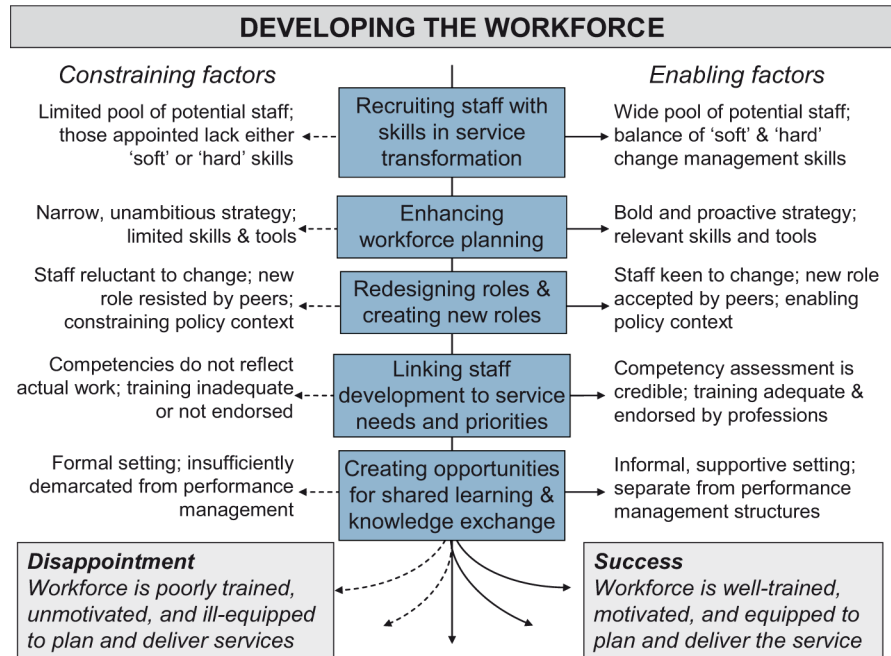 DEVELOPING THE WORKFORCE
Constraining factors
Enabling factors
Limited pool of potential staff;
those appointed lack either
‘soft’ or ‘hard’ skills
Recruiting staff with
skills in service
transformation
Wide pool of potential staff;
balance of ‘soft’ & ‘hard’
change management skills
Narrow, unambitious strategy;
limited skills & tools
Enhancing
workforce planning
Bold and proactive strategy;
relevant skills and tools
Staff reluctant to change; new
role resisted by peers;
constraining policy context
Redesigning roles &
creating new roles
Staff keen to change; new role
accepted by peers; enabling
policy context
Competencies do not reflect
actual work; training inadequate
or not endorsed
Linking staff
development to service
needs and priorities
Competency assessment is
credible; training adequate &
endorsed by professions
Formal setting; insufficiently
demarcated from performance
management
Creating opportunities
for shared learning &
knowledge exchange
Informal, supportive setting;
separate from performance
management structures
Disappointment
Workforce is poorly trained,
unmotivated, and ill-equipped
to plan and deliver services
Success
Workforce is well-trained,
motivated, and equipped to
plan and deliver the service